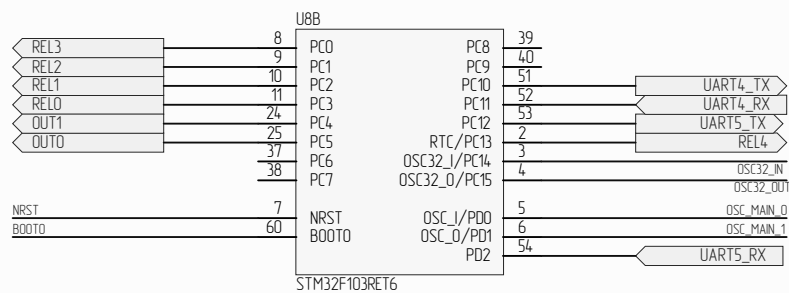 U8B
REL3 8 PC0 PC8 39
REL2 9 PC1 PC9 40
REL1 10 PC2 PC10 51 UART4_TX
REL0 11 PC3 PC11 52 UART4_RX
OUT1 24 PC4 PC12 53 UART5_TX
OUT0 25 PC5 RTC/PC13 2 REL4
37 PC6 OSC32_I/PC14 3 OSC32_IN
38 PC7 OSC32_O/PC15 4 OSC32_OUT
NRST 7 NRST OSC_I/PD0 5 OSC_MAIN_0
BOOT0 60 BOOT0 OSC_O/PD1 6 OSC_MAIN_1
PD2 54 UART5_RX
STM32F103RET6